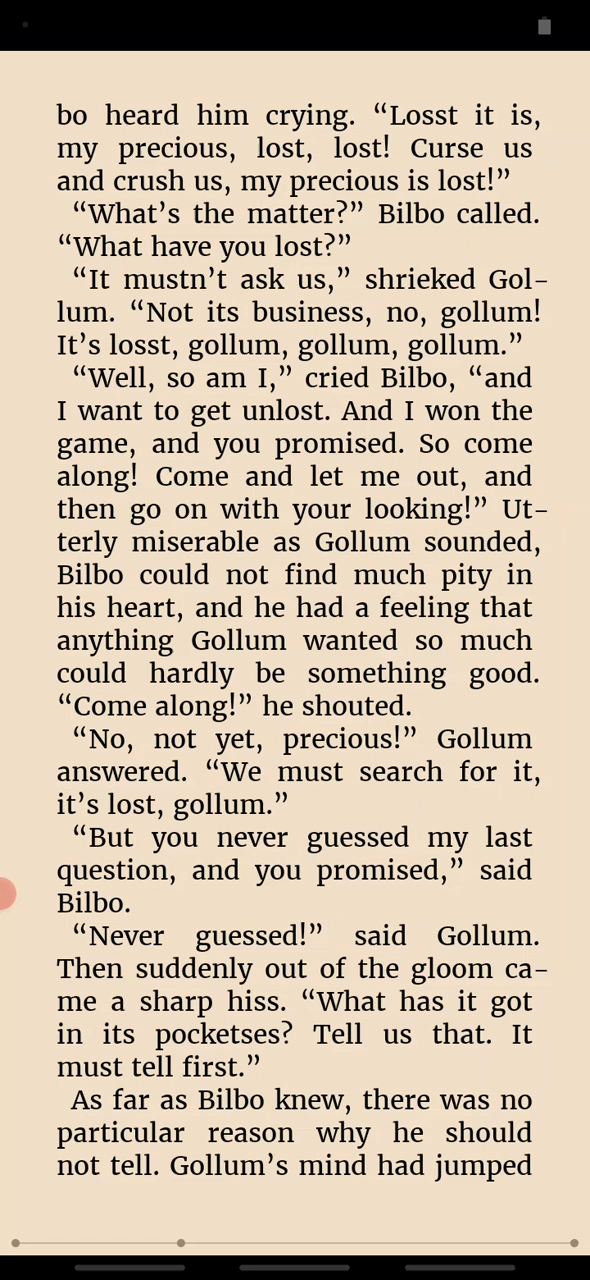 bo heard him crying. “Losst it is,
my precious, lost, lost! Curse us
and crush us, my precious is lost!”
“What’s the matter?” Bilbo called.
“What have you lost?”
“It mustn’t ask us,” shrieked Gol-
lum. “Not its business, no, gollum!
It’s losst, gollum, gollum, gollum.”
“Well, so am I,” cried Bilbo, “and
I want to get unlost. And I won the
game, and you promised. So come
along! Come and let me out, and
then go on with your looking!” Ut-
terly miserable as Gollum sounded,
Bilbo could not find much pity in
his heart, and he had a feeling that
anything Gollum wanted so much
could hardly be something good.
“Come along!” he shouted.
“No, not yet, precious!” Gollum
answered. “We must search for it,
it’s lost, gollum.”
“But you never guessed my last
question, and you promised,” said
Bilbo.
“Never guessed!” said Gollum.
Then suddenly out of the gloom ca-
me a sharp hiss. “What has it got
in its pocketses? Tell us that. It
must tell first.”
As far as Bilbo knew, there was no
particular reason why he should
not tell. Gollum’s mind had jumped